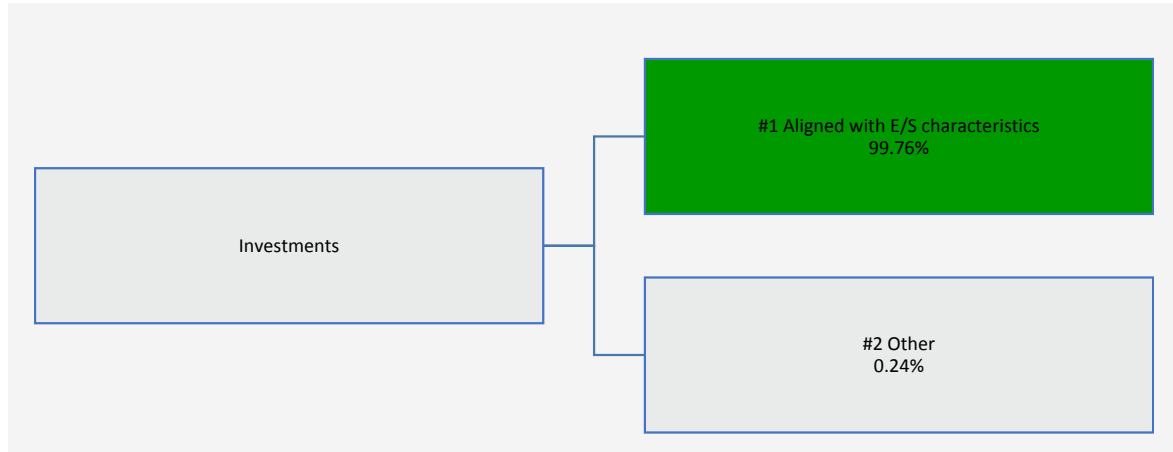 Investments
#1 Aligned with E/S characteristics
99.76%
#2 Other
0.24%